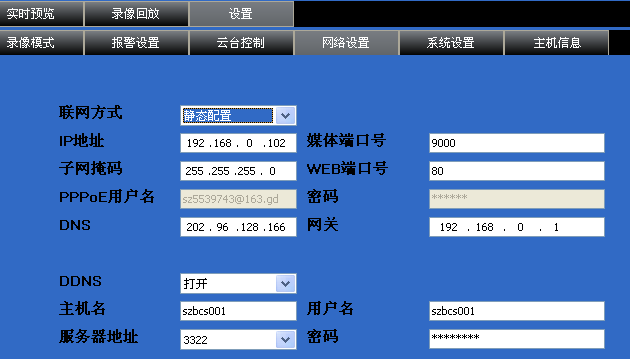 实时预览 录像回放 设置
录像模式 报警设置 云台控制 网络设置 系统设置 主机信息
联网方式 静态配置
IP地址 192 .168 . 0 .102 媒体端口号 9000
子网掩码 255 .255 .255 . 0 WEB端口号 80
PPPoE用户名 sz5539743@163.gd 密码 ******
DNS 202 . 96 .128 .166 网关 192 . 168 . 0 . 1
DDNS 打开
主机名 szbcs001 用户名 szbcs001
服务器地址 3322 密码 ********